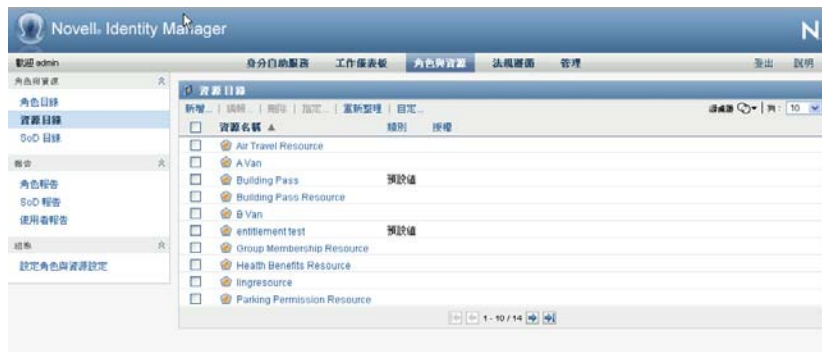 Novell® Identity Manager
N
歡迎 admin
身分自助服務 工作儀表板 角色與資源 法規遵循 管理 登出 說明
角色與資源
角色目錄
資源目錄
SoD 目錄
報告
角色報告
SoD 報告
使用者報告
組態
設定角色與資源設定
資源目錄
新增... | 編輯... | 刪除 | 指定... | 重新整理 | 自定...
過濾器 | 列: 10
資源名稱 類別 授權
Air Travel Resource
A Van
Building Pass 預設值
Building Pass Resource
B Van
entitlement test 預設值
Group Membership Resource
Health Benefits Resource
lingresource
Parking Permission Resource
1 - 10 / 14